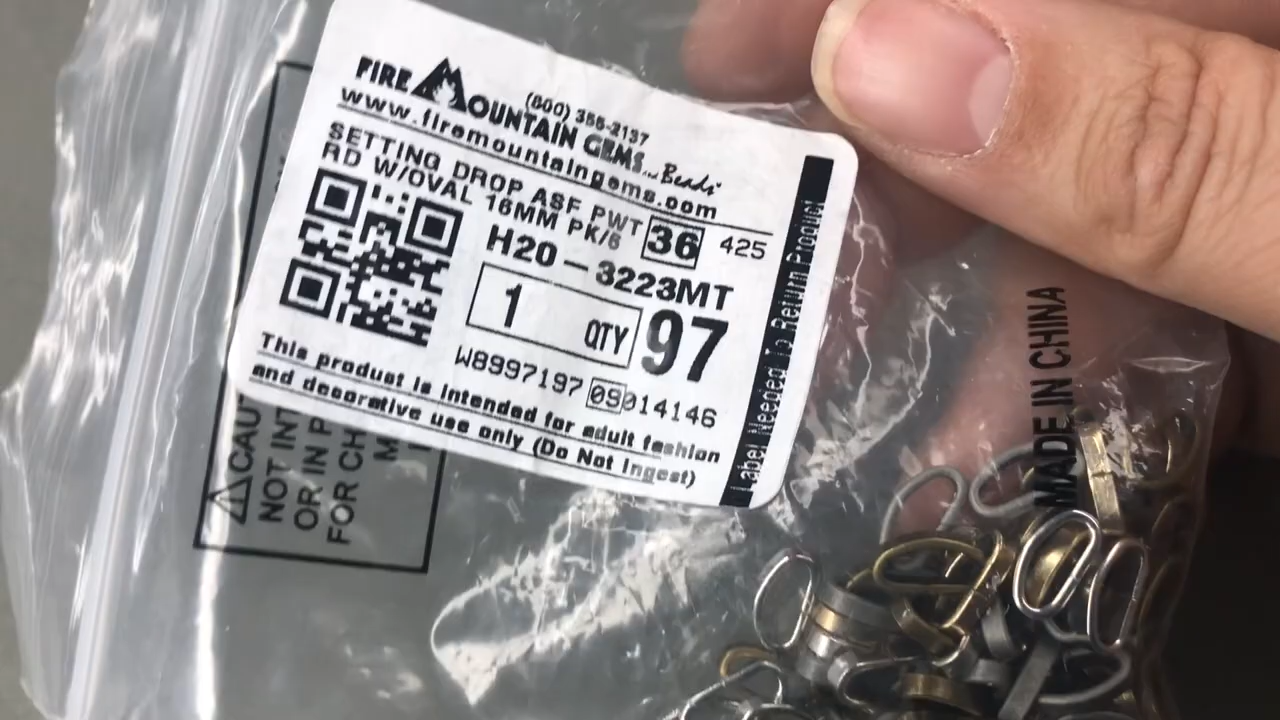 FIRE MOUNTAIN GEMS and Beads
(800) 355-2137
www.firemountaingems.com
SETTING DROP ASF PWT
RD W/OVAL 16MM PK/6
36 425
H20-3223MT
1 QTY 97
W8997197 09014146
This product is intended for adult fashion
and decorative use only (Do Not Ingest)
Label Needed To Return Product
MADE IN CHINA
⚠CAU
NOT INT
OR IN P
FOR CH
M